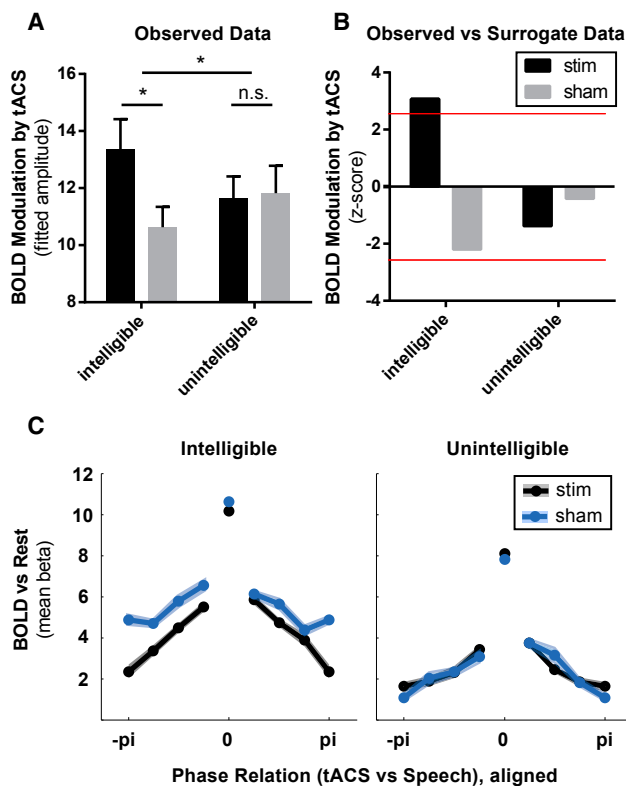 A
Observed Data
BOLD Modulation by tACS
(fitted amplitude)
16
14
12
10
8
*
*
n.s.
intelligible
unintelligible
B
Observed vs Surrogate Data
BOLD Modulation by tACS
(z-score)
4
2
0
-2
-4
stim
sham
intelligible
unintelligible
C
Intelligible
BOLD vs Rest
(mean beta)
12
10
8
6
4
2
-pi
0
pi
Unintelligible
stim
sham
-pi
0
pi
Phase Relation (tACS vs Speech), aligned